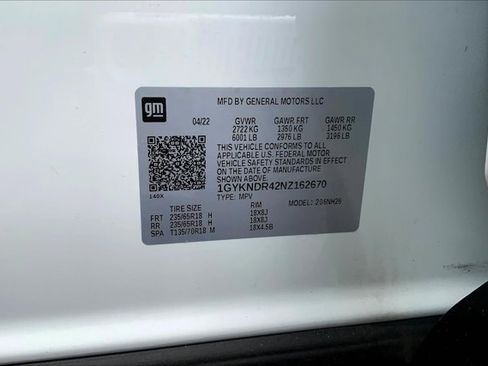 gm
MFD BY GENERAL MOTORS LLC
04/22 GVWR GAWR FRT GAWR RR
2722 KG 1350 KG 1450 KG
6001 LB 2976 LB 3196 LB
THIS VEHICLE CONFORMS TO ALL
APPLICABLE U.S. FEDERAL MOTOR
VEHICLE SAFETY STANDARDS IN EFFECT
ON THE DATE OF MANUFACTURE
SHOWN ABOVE.
1GYKNDR42NZ162670
140X
TYPE: MPV MODEL: 206NH26
TIRE SIZE RIM
FRT 235/65R18 H 18X8J
RR 235/65R18 H 18X8J
SPA T135/70R18 M 18X4.5B